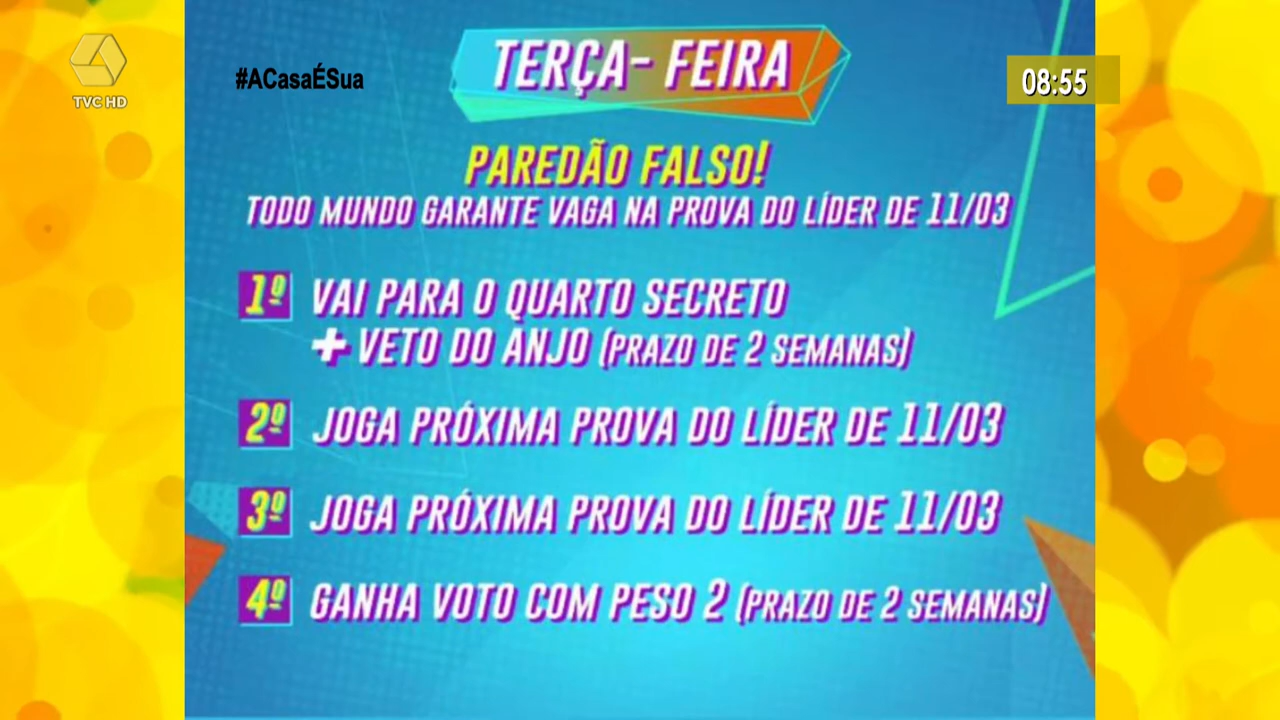 TVC HD
#ACasaÉSua
08:55
TERÇA- FEIRA
PAREDÃO FALSO!
TODO MUNDO GARANTE VAGA NA PROVA DO LÍDER DE 11/03
1º VAI PARA O QUARTO SECRETO
+ VETO DO ANJO (PRAZO DE 2 SEMANAS)
2º JOGA PRÓXIMA PROVA DO LÍDER DE 11/03
3º JOGA PRÓXIMA PROVA DO LÍDER DE 11/03
4º GANHA VOTO COM PESO 2 (PRAZO DE 2 SEMANAS)